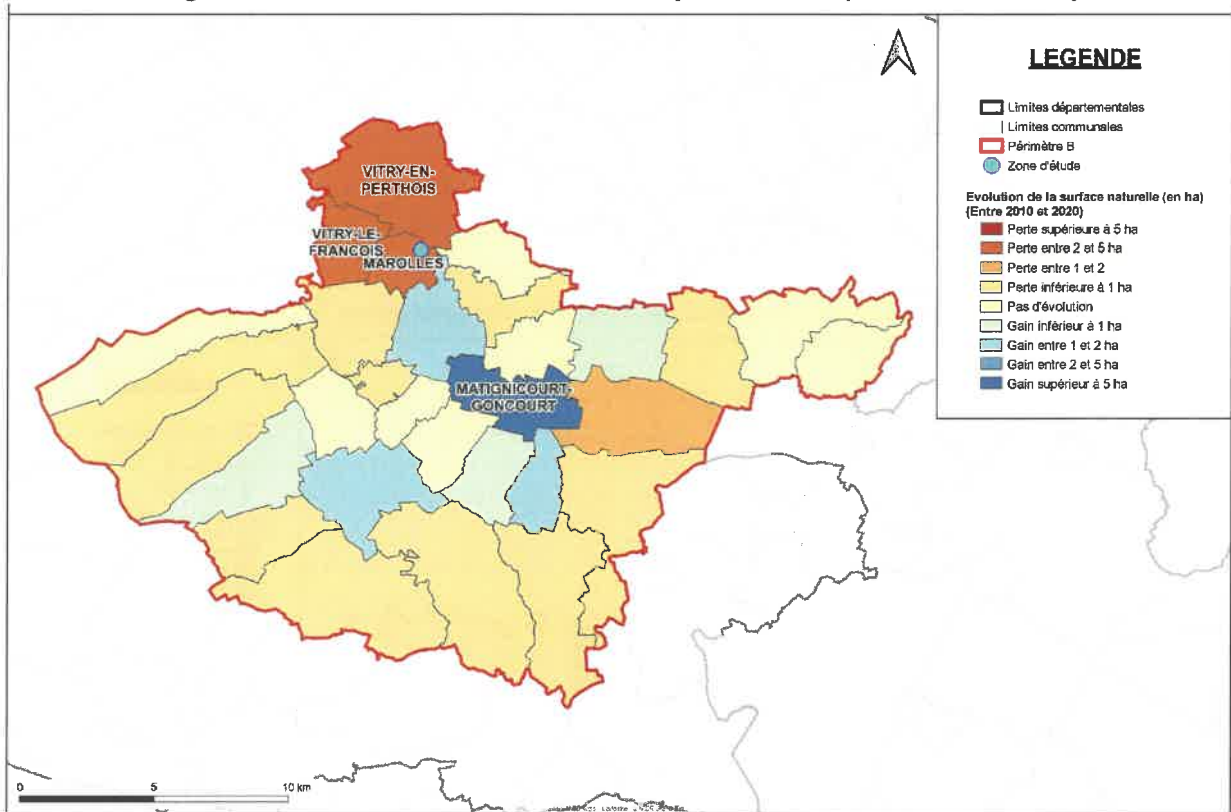 LEGENDE
Limites départementales
Limites communales
Périmètre B
Zone d'étude
Evolution de la surface naturelle (en ha)
(Entre 2010 et 2020)
Perte supérieure à 5 ha
Perte entre 2 et 5 ha
Perte entre 1 et 2
Perte inférieure à 1 ha
Pas d'évolution
Gain inférieur à 1 ha
Gain entre 1 et 2 ha
Gain entre 2 et 5 ha
Gain supérieur à 5 ha
VITRY-EN-
PERTHOIS
VITRY-LE-
FRANCOIS
MAROLLES
MATIGNICOURT-
GONCOURT
0 5 10 km